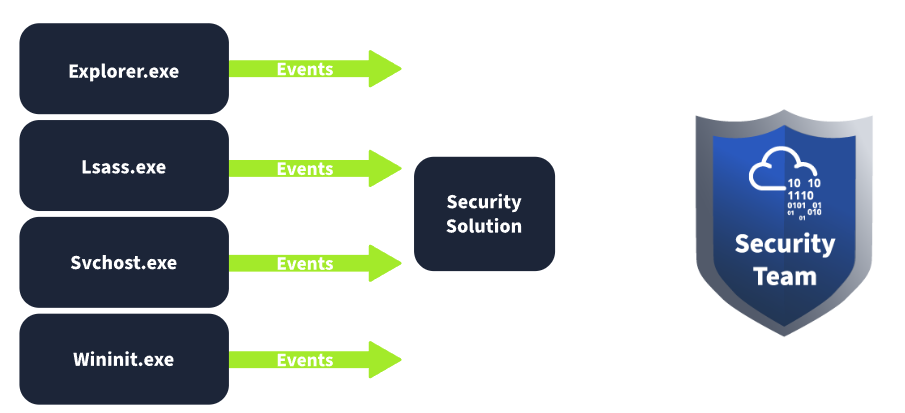 Explorer.exe
Events
Lsass.exe
Events
Svchost.exe
Events
Wininit.exe
Events
Security
Solution
10 10
1110
0101 01
01 01 010
Security
Team